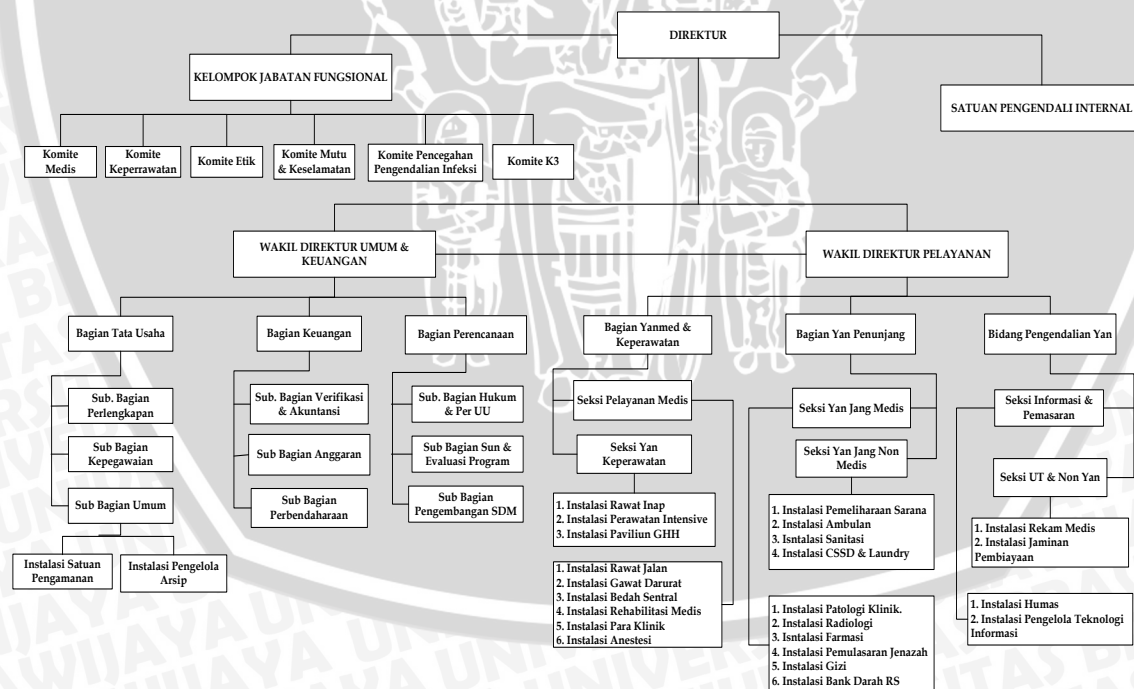 DIREKTUR
KELOMPOK JABATAN FUNGSIONAL
SATUAN PENGENDALI INTERNAL
Komite
Medis
Komite
Keperrawatan
Komite Etik
Komite Mutu
& Keselamatan
Komite Pencegahan
Pengendalian Infeksi
Komite K3
WAKIL DIREKTUR UMUM &
KEUANGAN
WAKIL DIREKTUR PELAYANAN
Bagian Tata Usaha
Bagian Keuangan
Bagian Perencanaan
Bagian Yanmed &
Keperawatan
Bagian Yan Penunjang
Bidang Pengendalian Yan
Sub. Bagian
Perlengkapan
Sub Bagian
Kepegawaian
Sub Bagian Umum
Instalasi Satuan
Pengamanan
Instalasi Pengelola
Arsip
Sub. Bagian Verifikasi
& Akuntansi
Sub Bagian Anggaran
Sub Bagian
Perbendaharaan
Sub. Bagian Hukum
& Per UU
Sub Bagian Sun &
Evaluasi Program
Sub Bagian
Pengembangan SDM
Seksi Pelayanan Medis
Seksi Yan
Keperawatan
1. Instalasi Rawat Inap
2. Instalasi Perawatan Intensive
3. Instalasi Paviliun GHH
1. Instalasi Rawat Jalan
2. Instalasi Gawat Darurat
3. Instalasi Bedah Sentral
4. Instalasi Rehabilitasi Medis
5. Instalasi Para Klinik
6. Instalasi Anestesi
Seksi Yan Jang Medis
Seksi Yan Jang Non
Medis
1. Instalasi Pemeliharaan Sarana
2. Instalasi Ambulan
3. Isntalasi Sanitasi
4. Instalasi CSSD & Laundry
1. Instalasi Patologi Klinik.
2. Instalasi Radiologi
3. Isntalasi Farmasi
4. Instalasi Pemulasaran Jenazah
5. Instalasi Gizi
6. Instalasi Bank Darah RS
Seksi Informasi &
Pemasaran
Seksi UT & Non Yan
1. Instalasi Rekam Medis
2. Instalasi Jaminan
Pembiayaan
1. Instalasi Humas
2. Instalasi Pengelola Teknologi
Informasi